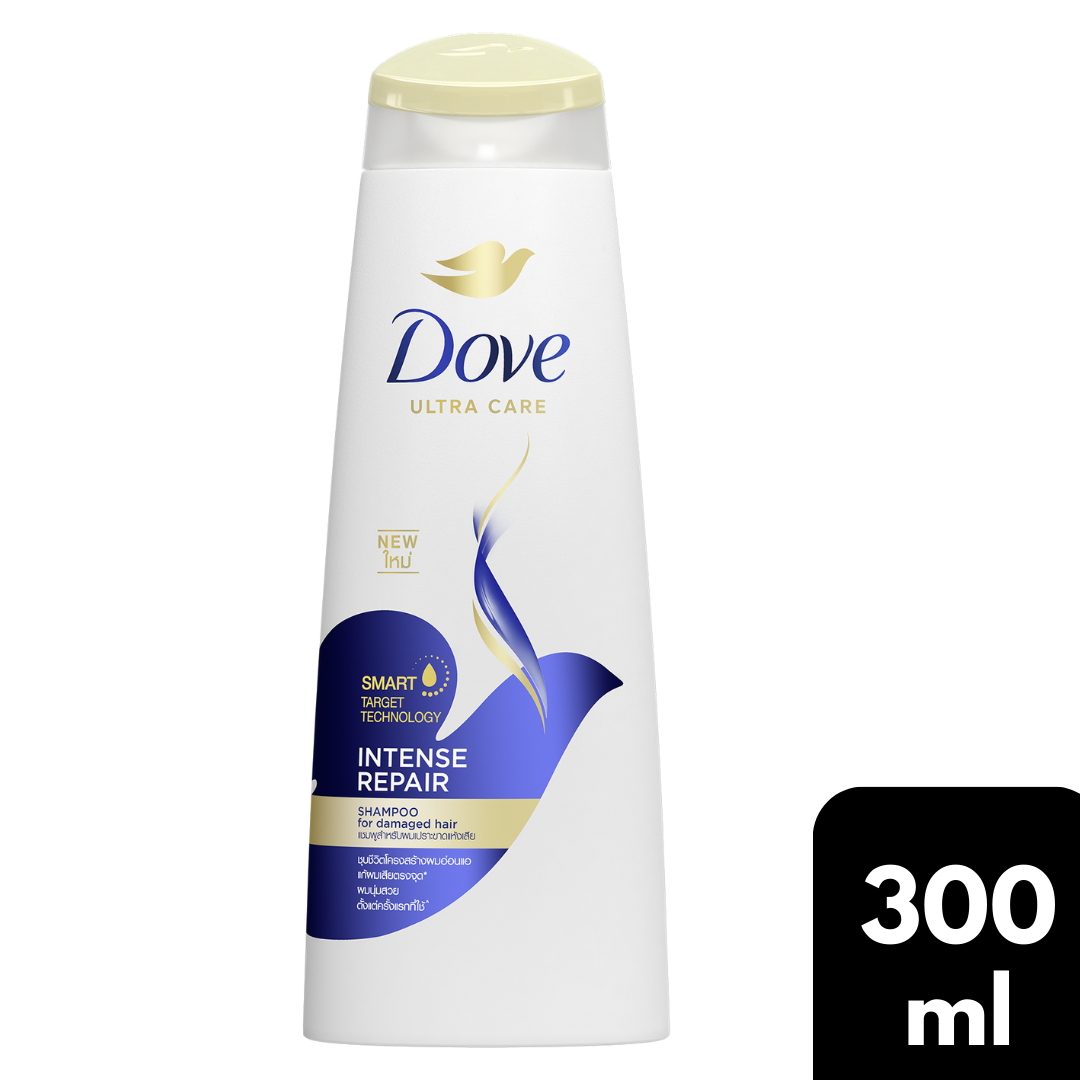 Dove
ULTRA CARE
NEW
ใหม่
SMART
TARGET
TECHNOLOGY
INTENSE
REPAIR
SHAMPOO
for damaged hair
แชมพูสำหรับผมเปราะขาดแห้งเสีย
ชุบชีวิตโครงสร้างผมอ่อนแอ
แก้ผมเสียตรงจุด*
ผมนุ่มสวย
ตั้งแต่ครั้งแรกที่ใช้^
300
ml